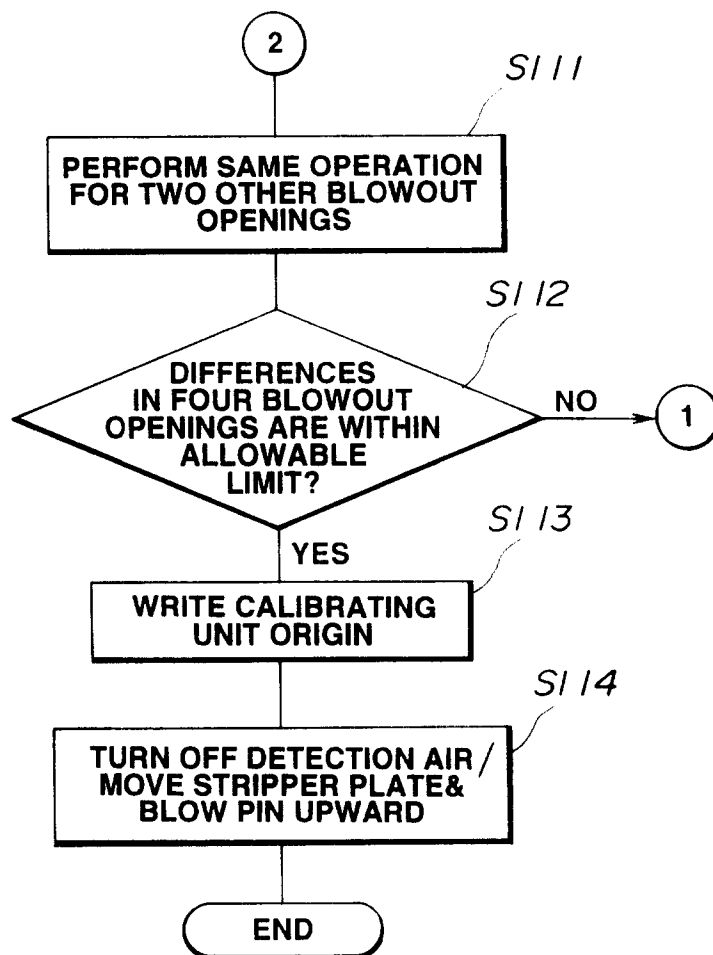 2
S111
PERFORM SAME OPERATION
FOR TWO OTHER BLOWOUT
OPENINGS
S112
DIFFERENCES
IN FOUR BLOWOUT
OPENINGS ARE WITHIN
ALLOWABLE
LIMIT?
NO
1
YES
S113
WRITE CALIBRATING
UNIT ORIGIN
S114
TURN OFF DETECTION AIR/
MOVE STRIPPER PLATE&
BLOW PIN UPWARD
END